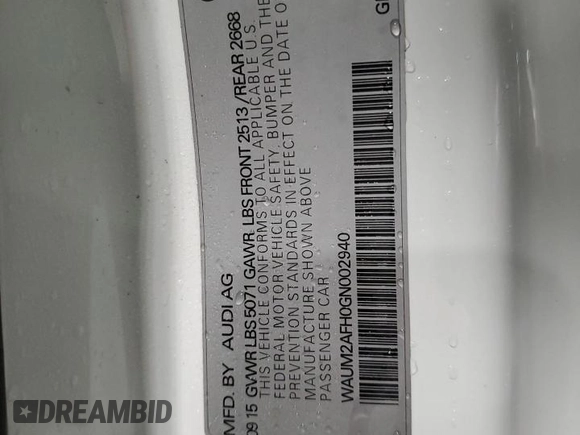 MFD. BY AUDI AG
09 15 GVWR LBS 5071 GAWR LBS FRONT 2513 /REAR 2668
THIS VEHICLE CONFORMS TO ALL APPLICABLE U.S.
FEDERAL MOTOR VEHICLE SAFETY, BUMPER AND THE
PREVENTION STANDARDS IN EFFECT ON THE DATE O
MANUFACTURE SHOWN ABOVE
PASSENGER CAR
WAUM2AFH0GN002940
DREAMBID